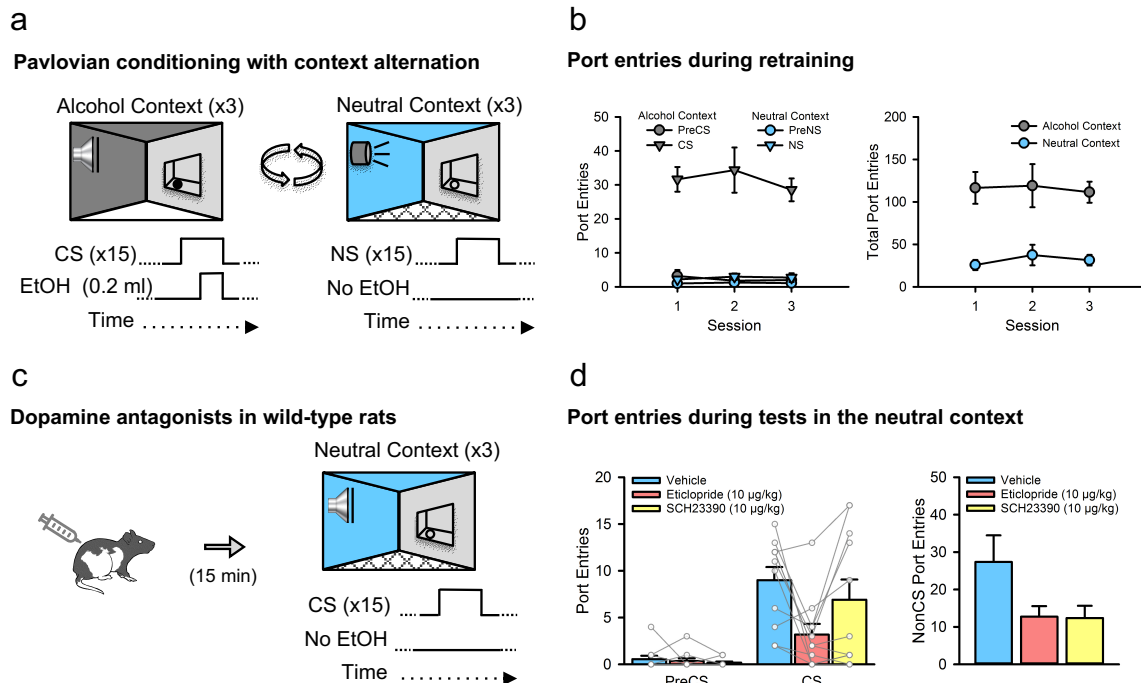 a
Pavlovian conditioning with context alternation
Alcohol Context (x3)
Neutral Context (x3)
CS (x15)
EtOH (0.2 ml)
Time
NS (x15)
No EtOH
Time
b
Port entries during retraining
Alcohol Context
PreCS
CS
Neutral Context
PreNS
NS
Port Entries
50
40
30
20
10
0
1 2 3
Session
Alcohol Context
Neutral Context
Total Port Entries
200
150
100
50
0
1 2 3
Session
c
Dopamine antagonists in wild-type rats
Neutral Context (x3)
(15 min)
CS (x15)
No EtOH
Time
d
Port entries during tests in the neutral context
Vehicle
Eticlopride (10 µg/kg)
SCH23390 (10 µg/kg)
Port Entries
20
15
10
5
0
PreCS CS
Vehicle
Eticlopride (10 µg/kg)
SCH23390 (10 µg/kg)
NonCS Port Entries
50
40
30
20
10
0